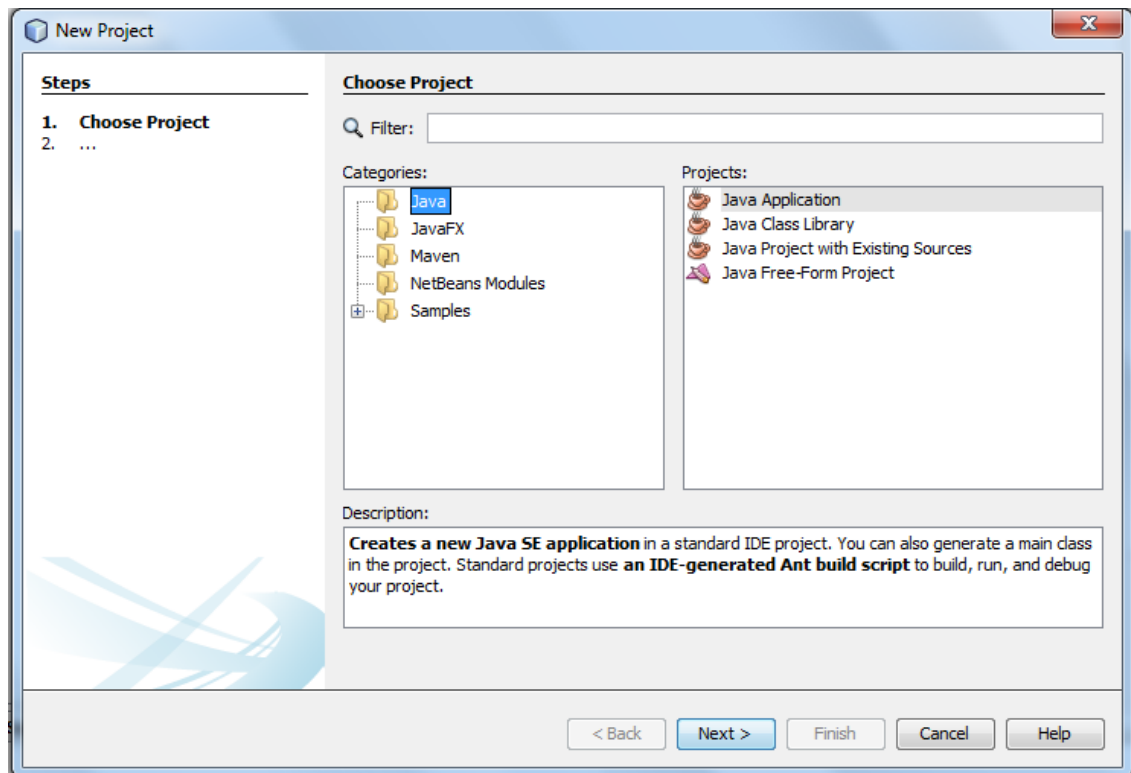 New Project
Steps
1. Choose Project
2. ...
Choose Project
Filter:
Categories:
Java
JavaFX
Maven
NetBeans Modules
Samples
Projects:
Java Application
Java Class Library
Java Project with Existing Sources
Java Free-Form Project
Description:
Creates a new Java SE application in a standard IDE project. You can also generate a main class
in the project. Standard projects use an IDE-generated Ant build script to build, run, and debug
your project.
< Back Next > Finish Cancel Help